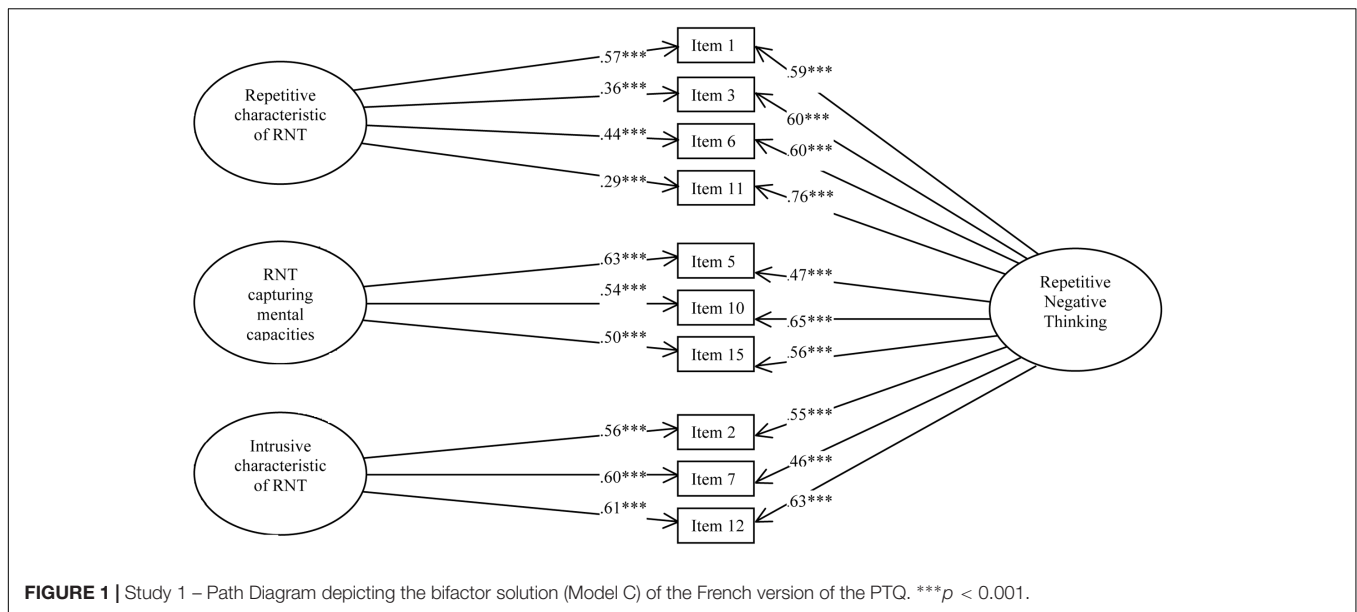 Repetitive
characteristic
of RNT
.57***
.36***
.44***
.29***
Item 1
Item 3
Item 6
Item 11
.59***
.60***
.60***
.76***
RNT
capturing
mental
capacities
.63***
.54***
.50***
Item 5
Item 10
Item 15
.47***
.65***
.56***
Intrusive
characteristic
of RNT
.56***
.60***
.61***
Item 2
Item 7
Item 12
.55***
.46***
.63***
Repetitive
Negative
Thinking
FIGURE 1 | Study 1 – Path Diagram depicting the bifactor solution (Model C) of the French version of the PTQ. ***p < 0.001.